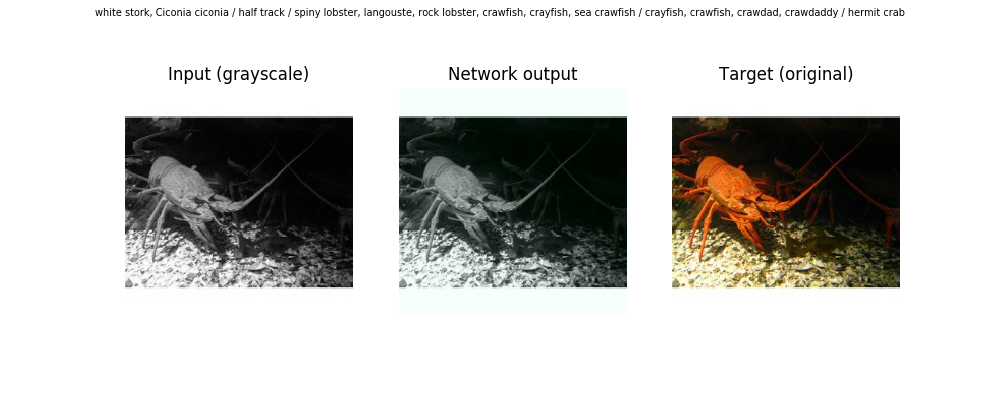 white stork, Ciconia ciconia / half track / spiny lobster, langouste, rock lobster, crawfish, crayfish, sea crawfish / crayfish, crawfish, crawdad, crawdaddy / hermit crab
Input (grayscale)
Network output
Target (original)